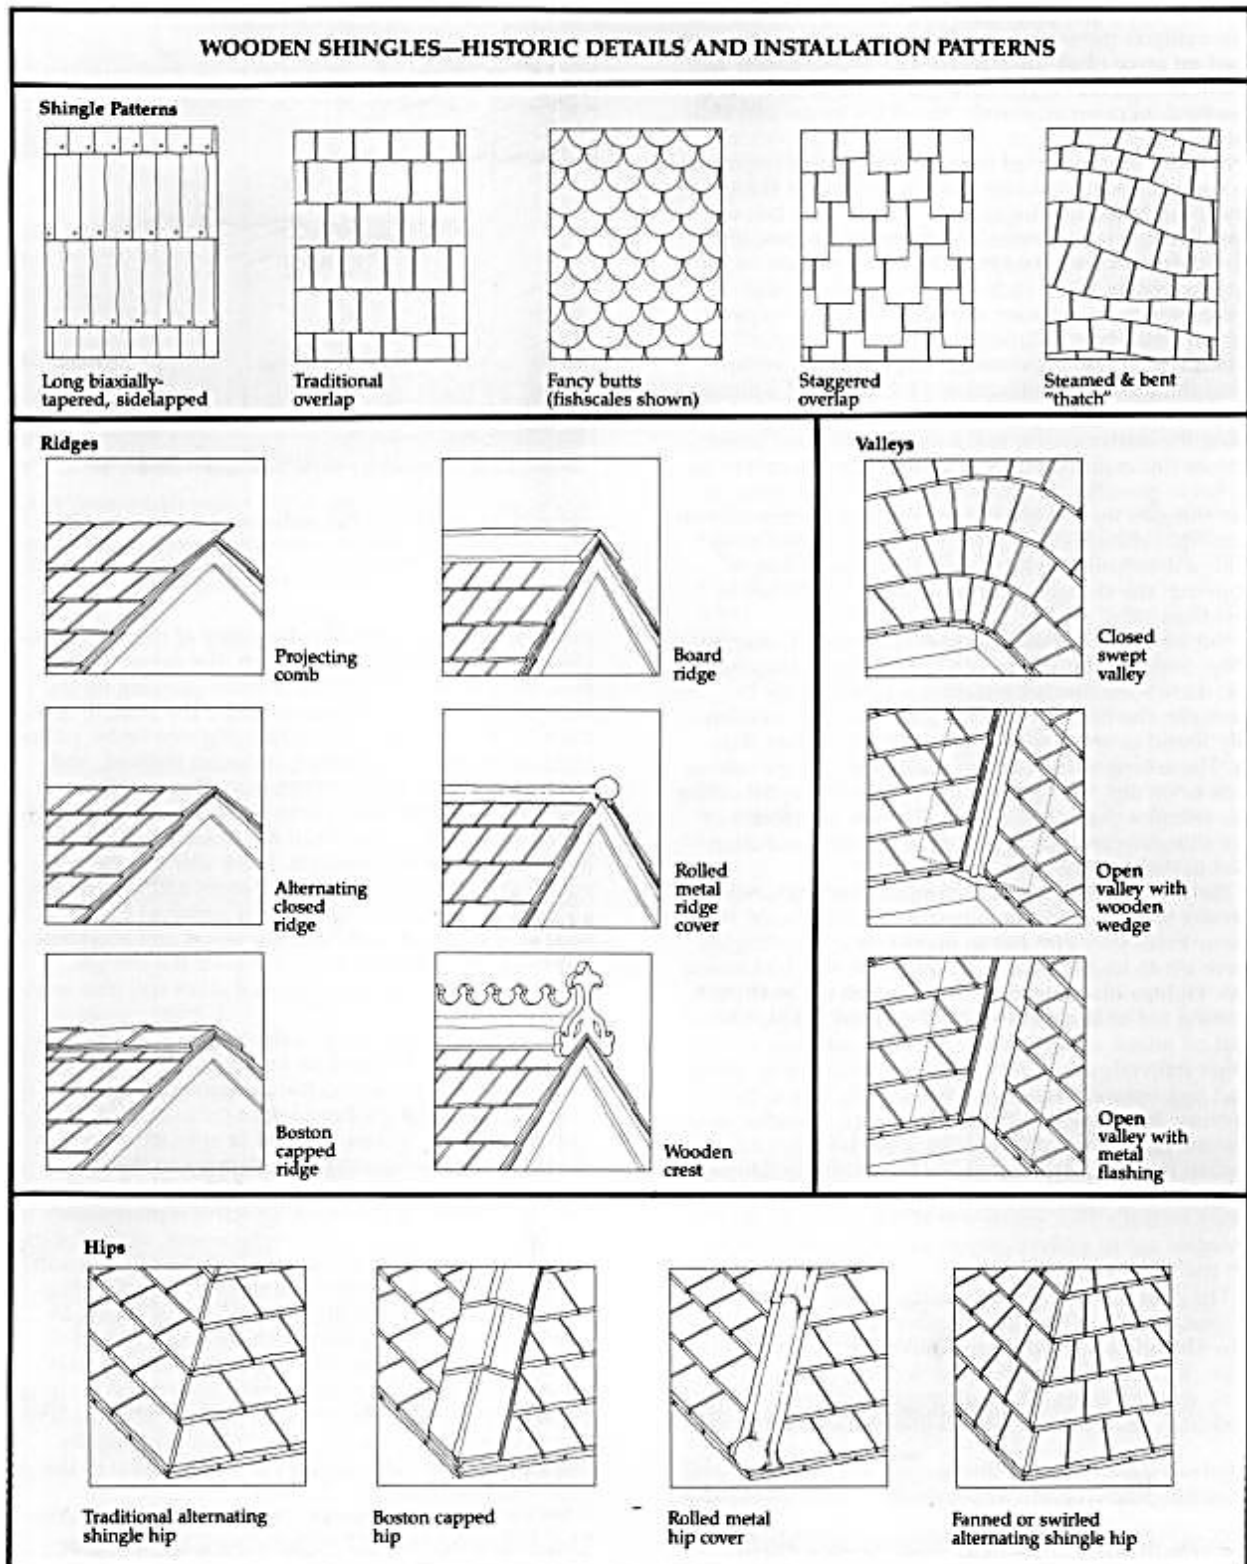 WOODEN SHINGLES—HISTORIC DETAILS AND INSTALLATION PATTERNS
Shingle Patterns
Long biaxially-
tapered, sidelapped
Traditional
overlap
Fancy butts
(fishscales shown)
Staggered
overlap
Steamed & bent
"thatch"
Ridges
Projecting
comb
Board
ridge
Alternating
closed
ridge
Rolled
metal
ridge
cover
Boston
capped
ridge
Wooden
crest
Valleys
Closed
swept
valley
Open
valley with
wooden
wedge
Open
valley with
metal
flashing
Hips
Traditional alternating
shingle hip
Boston capped
hip
Rolled metal
hip cover
Fanned or swirled
alternating shingle hip